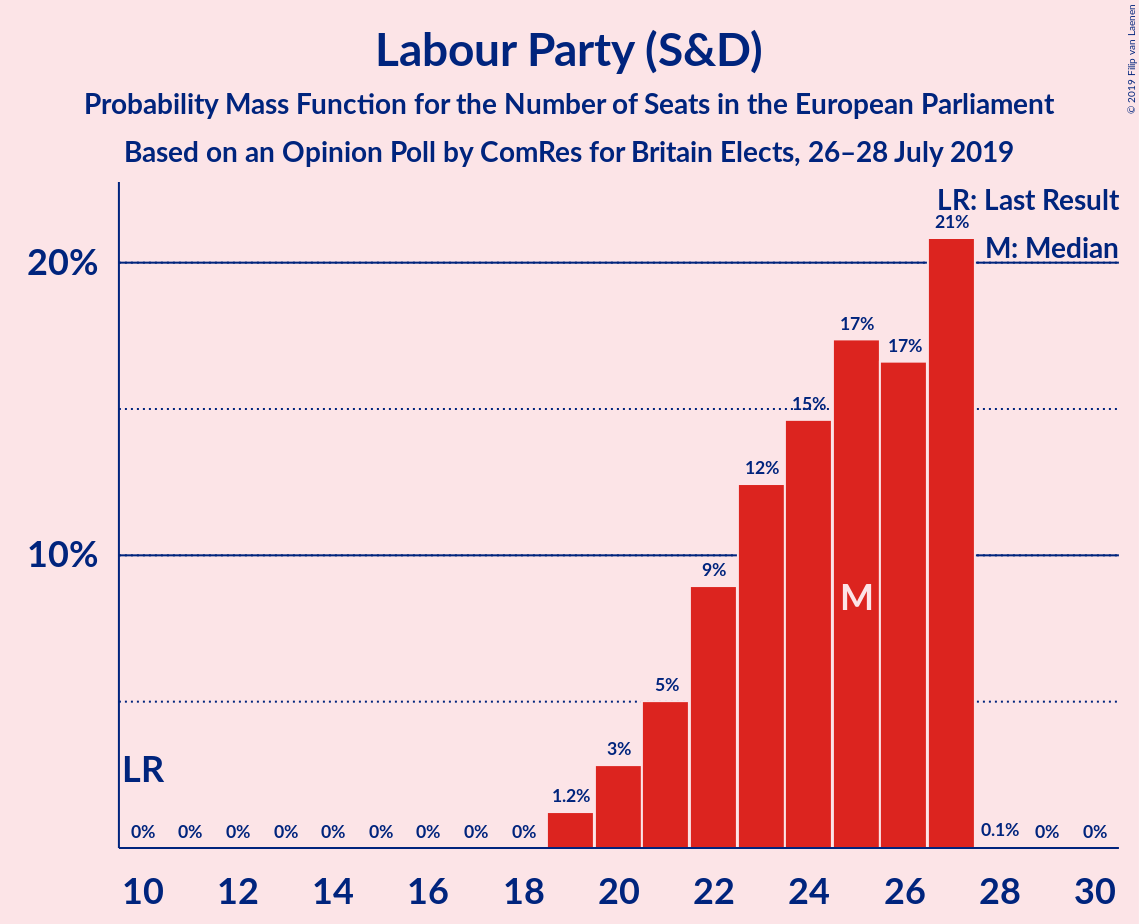 Labour Party (S&D)
Probability Mass Function for the Number of Seats in the European Parliament
Based on an Opinion Poll by ComRes for Britain Elects, 26–28 July 2019
© 2019 Filip van Laenen
LR: Last Result
M: Median
20%
10%
21%
17%
17%
15%
12%
9%
5%
3%
1.2%
M
LR
0% 0% 0% 0% 0% 0% 0% 0% 0% 0.1% 0% 0%
10 12 14 16 18 20 22 24 26 28 30